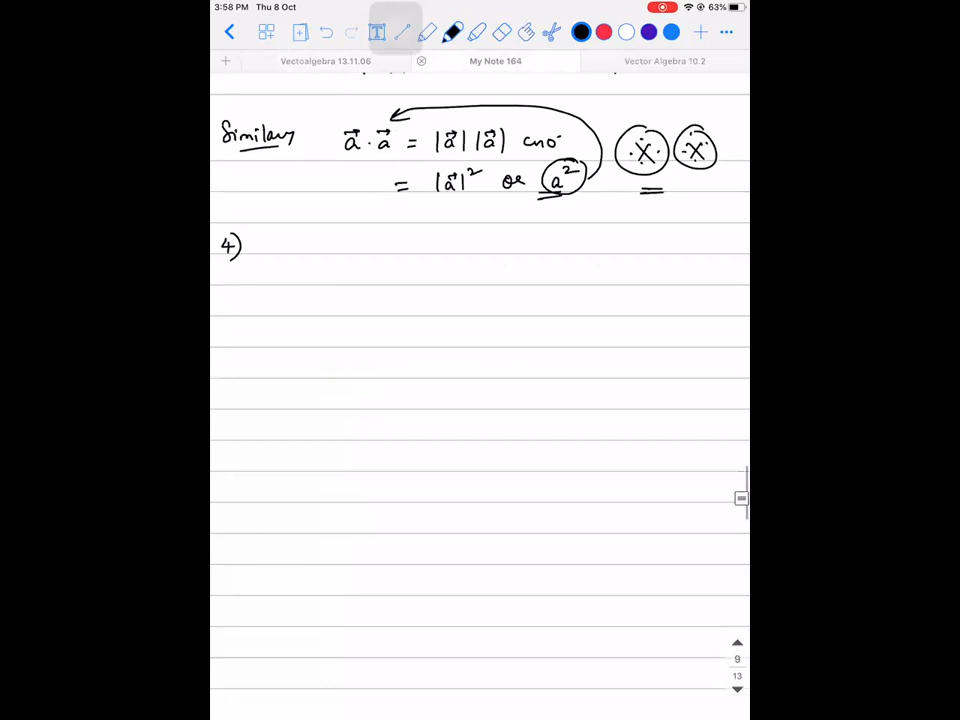 3:58 PM Thu 8 Oct 63%
Vectoalgebra 13.11.06 My Note 164 Vector Algebra 10.2
Similary a⃗ · a⃗ = |a⃗| |a⃗| cos 0° ·X· ·X·
= |a⃗|² or a²
4)
9
13